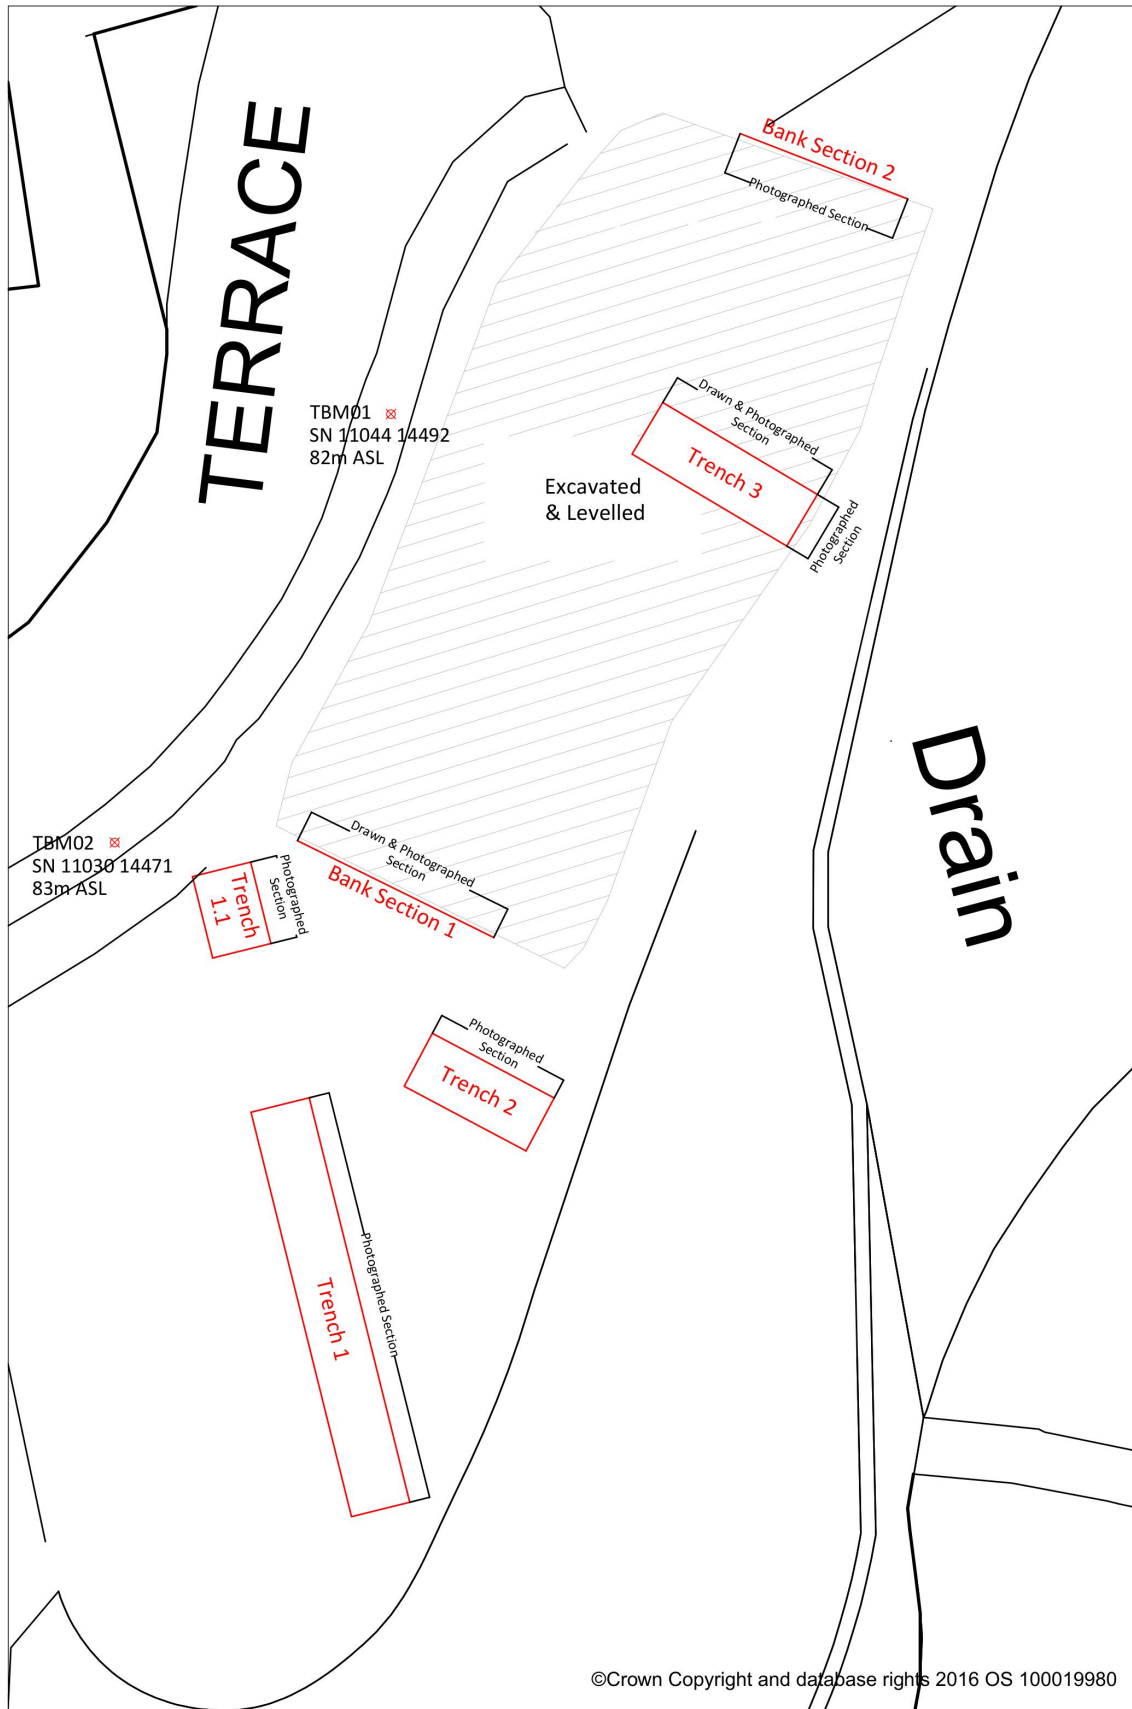 TERRACE
Bank Section 2
Photographed Section
TBM01
SN 11044 14492
82m ASL
Drawn & Photographed
Section
Trench 3
Photographed
Section
Excavated
& Levelled
Drain
TBM02
SN 11030 14471
83m ASL
Trench
1.1
Photographed
Section
Drawn & Photographed
Section
Bank Section 1
Photographed
Section
Trench 2
Photographed Section
Trench 1
©Crown Copyright and database rights 2016 OS 100019980